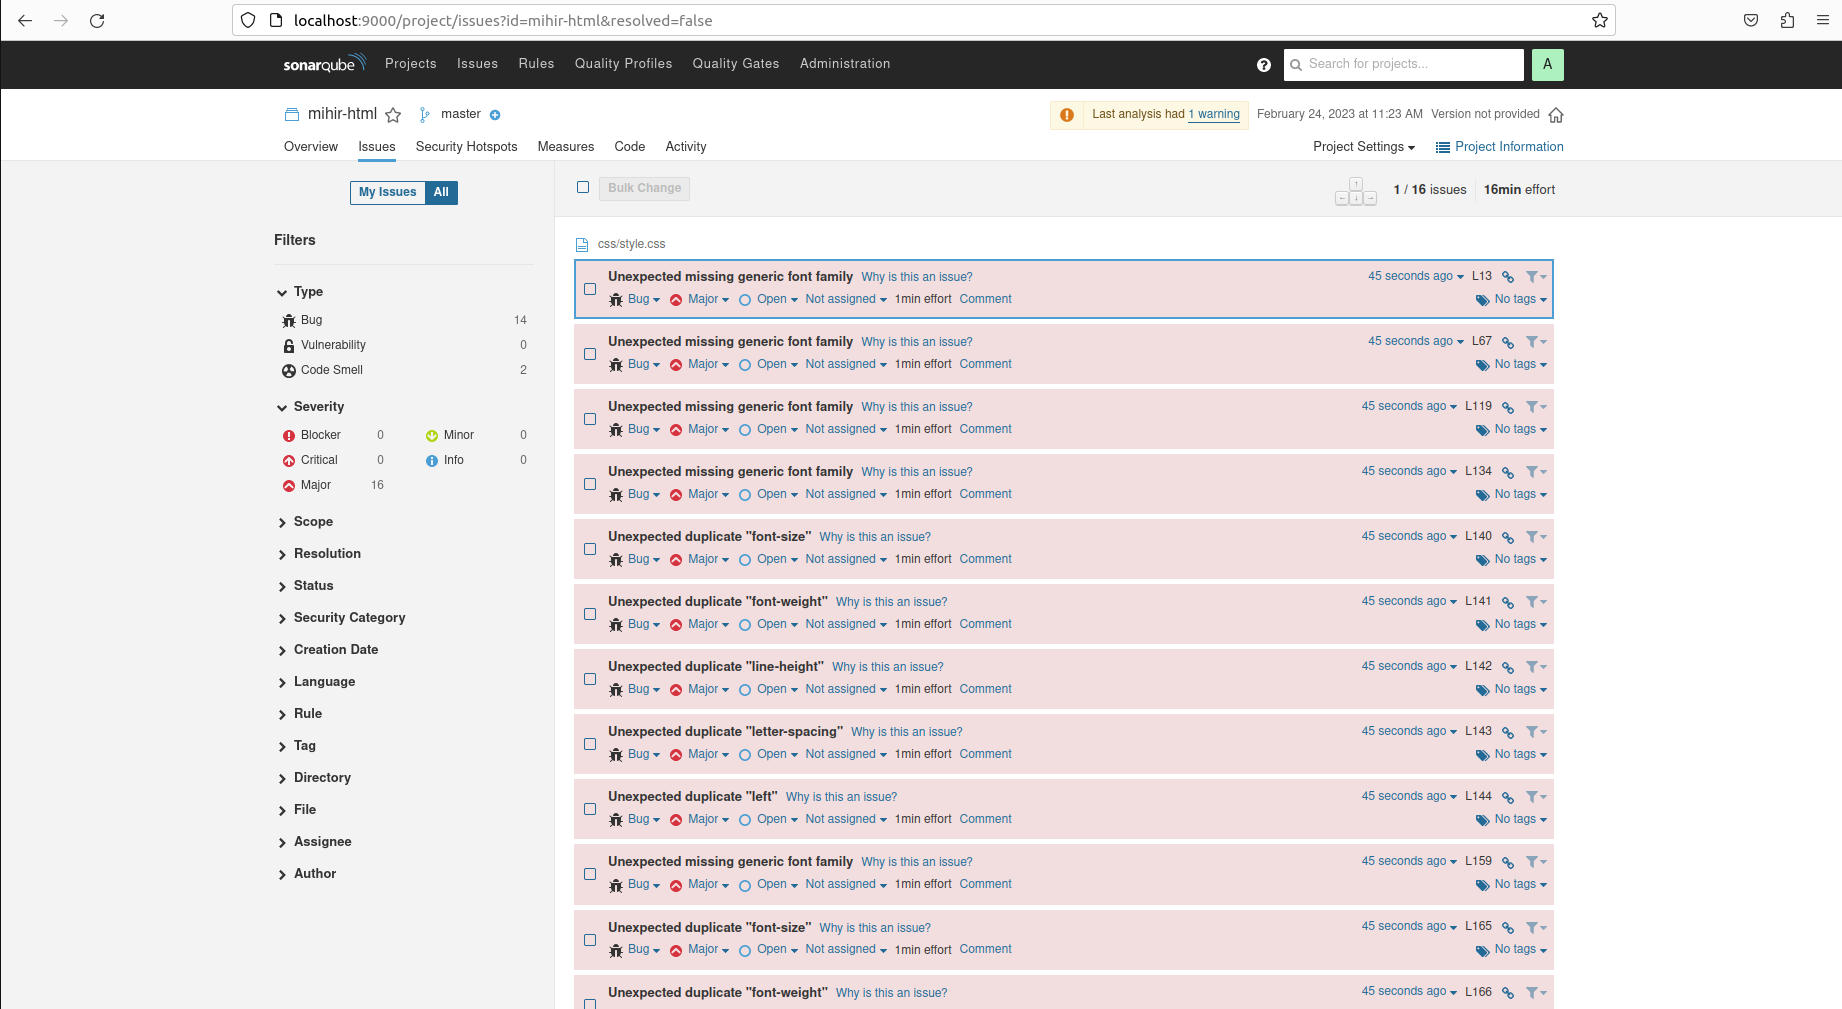 localhost:9000/project/issues?id=mihir-html&resolved=false
sonarqube Projects Issues Rules Quality Profiles Quality Gates Administration ? Search for projects... A
mihir-html master Last analysis had 1 warning February 24, 2023 at 11:23 AM Version not provided
Overview Issues Security Hotspots Measures Code Activity Project Settings Project Information
My Issues All
Bulk Change 1 / 16 issues 16min effort
Filters
Type
Bug 14
Vulnerability 0
Code Smell 2
Severity
Blocker 0 Minor 0
Critical 0 Info 0
Major 16
Scope
Resolution
Status
Security Category
Creation Date
Language
Rule
Tag
Directory
File
Assignee
Author
css/style.css
Unexpected missing generic font family Why is this an issue? 45 seconds ago L13
Bug Major Open Not assigned 1min effort Comment No tags
Unexpected missing generic font family Why is this an issue? 45 seconds ago L67
Bug Major Open Not assigned 1min effort Comment No tags
Unexpected missing generic font family Why is this an issue? 45 seconds ago L119
Bug Major Open Not assigned 1min effort Comment No tags
Unexpected missing generic font family Why is this an issue? 45 seconds ago L134
Bug Major Open Not assigned 1min effort Comment No tags
Unexpected duplicate "font-size" Why is this an issue? 45 seconds ago L140
Bug Major Open Not assigned 1min effort Comment No tags
Unexpected duplicate "font-weight" Why is this an issue? 45 seconds ago L141
Bug Major Open Not assigned 1min effort Comment No tags
Unexpected duplicate "line-height" Why is this an issue? 45 seconds ago L142
Bug Major Open Not assigned 1min effort Comment No tags
Unexpected duplicate "letter-spacing" Why is this an issue? 45 seconds ago L143
Bug Major Open Not assigned 1min effort Comment No tags
Unexpected duplicate "left" Why is this an issue? 45 seconds ago L144
Bug Major Open Not assigned 1min effort Comment No tags
Unexpected missing generic font family Why is this an issue? 45 seconds ago L159
Bug Major Open Not assigned 1min effort Comment No tags
Unexpected duplicate "font-size" Why is this an issue? 45 seconds ago L165
Bug Major Open Not assigned 1min effort Comment No tags
Unexpected duplicate "font-weight" Why is this an issue? 45 seconds ago L166